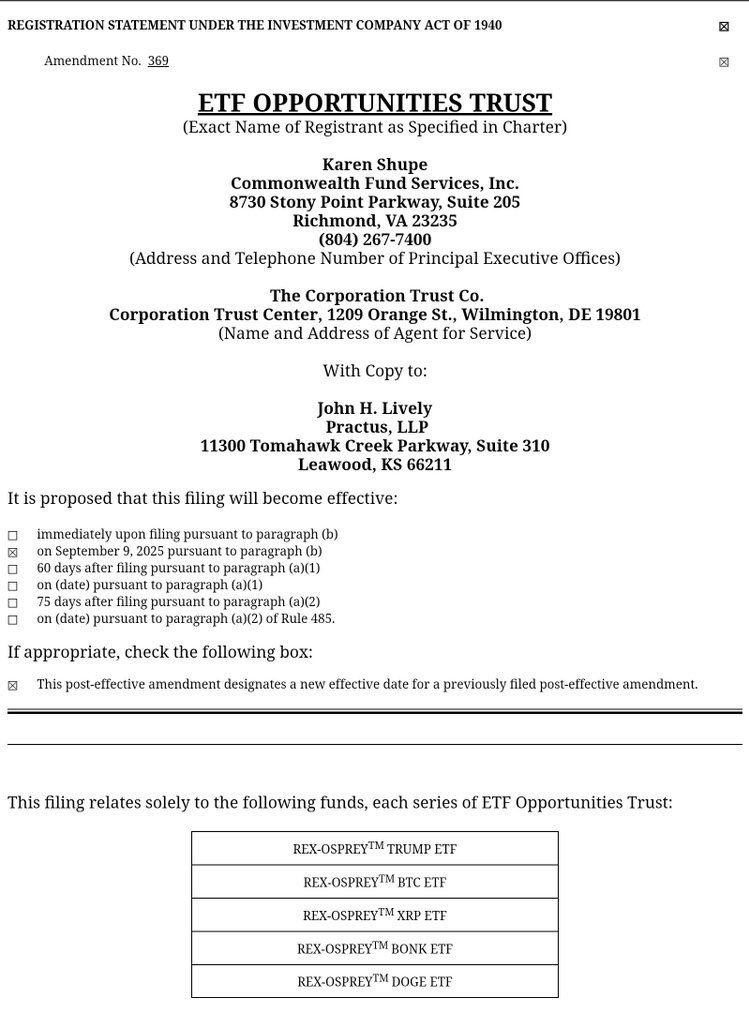 REGISTRATION STATEMENT UNDER THE INVESTMENT COMPANY ACT OF 1940 ☒
Amendment No. 369 ☒
ETF OPPORTUNITIES TRUST
(Exact Name of Registrant as Specified in Charter)
Karen Shupe
Commonwealth Fund Services, Inc.
8730 Stony Point Parkway, Suite 205
Richmond, VA 23235
(804) 267-7400
(Address and Telephone Number of Principal Executive Offices)
The Corporation Trust Co.
Corporation Trust Center, 1209 Orange St., Wilmington, DE 19801
(Name and Address of Agent for Service)
With Copy to:
John H. Lively
Practus, LLP
11300 Tomahawk Creek Parkway, Suite 310
Leawood, KS 66211
It is proposed that this filing will become effective:
☐ immediately upon filing pursuant to paragraph (b)
☒ on September 9, 2025 pursuant to paragraph (b)
☐ 60 days after filing pursuant to paragraph (a)(1)
☐ on (date) pursuant to paragraph (a)(1)
☐ 75 days after filing pursuant to paragraph (a)(2)
☐ on (date) pursuant to paragraph (a)(2) of Rule 485.
If appropriate, check the following box:
☒ This post-effective amendment designates a new effective date for a previously filed post-effective amendment.
This filing relates solely to the following funds, each series of ETF Opportunities Trust:
REX-OSPREY™ TRUMP ETF
REX-OSPREY™ BTC ETF
REX-OSPREY™ XRP ETF
REX-OSPREY™ BONK ETF
REX-OSPREY™ DOGE ETF